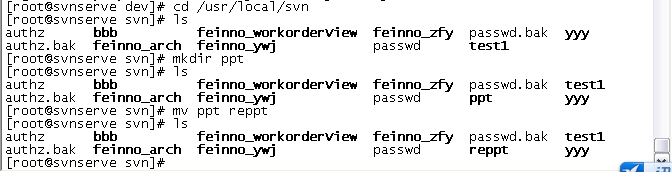 [root@svnserve dev]# cd /usr/local/svn
[root@svnserve svn]# ls
authz      bbb          feinno_workorderView  feinno_zfy  passwd.bak  yyy
authz.bak  feinno_arch  feinno_ywj            passwd      test1
[root@svnserve svn]# mkdir ppt
[root@svnserve svn]# ls
authz      bbb          feinno_workorderView  feinno_zfy  passwd.bak  test1
authz.bak  feinno_arch  feinno_ywj            passwd      ppt         yyy
[root@svnserve svn]# mv ppt reppt
[root@svnserve svn]# ls
authz      bbb          feinno_workorderView  feinno_zfy  passwd.bak  test1
authz.bak  feinno_arch  feinno_ywj            passwd      reppt       yyy
[root@svnserve svn]#